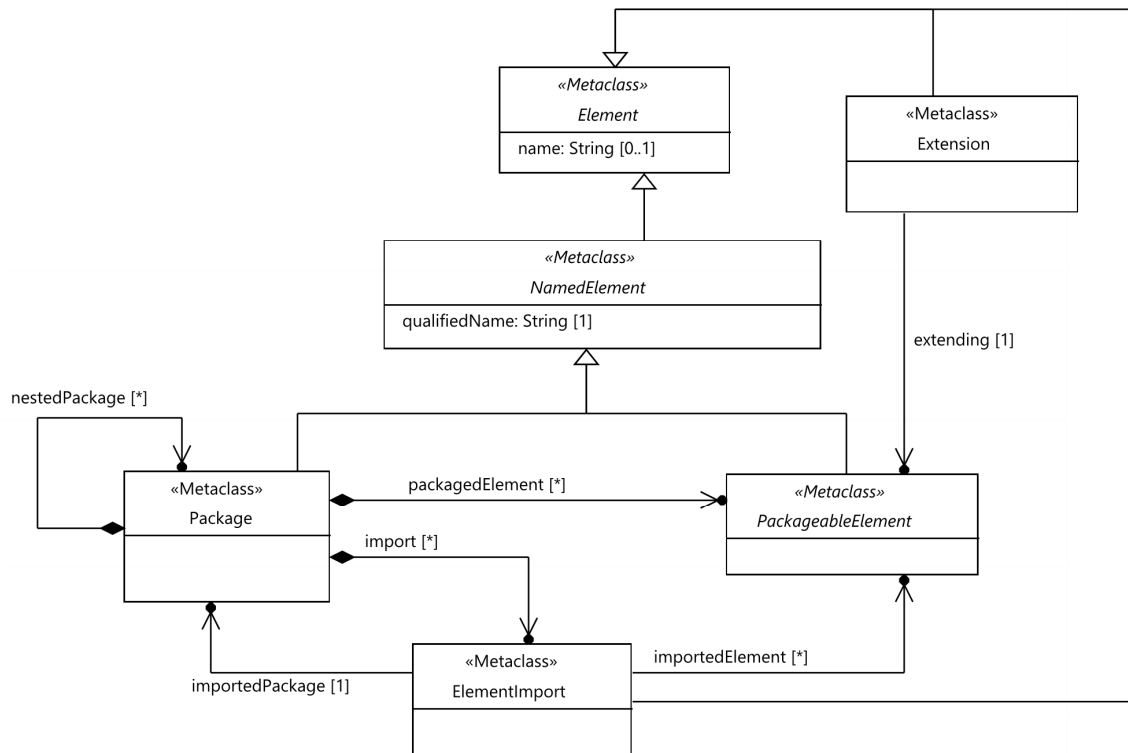 «Metaclass»
Element
name: String [0..1]
«Metaclass»
Extension
«Metaclass»
NamedElement
qualifiedName: String [1]
extending [1]
nestedPackage [*]
«Metaclass»
Package
packagedElement [*]
«Metaclass»
PackageableElement
import [*]
importedPackage [1]
«Metaclass»
ElementImport
importedElement [*]